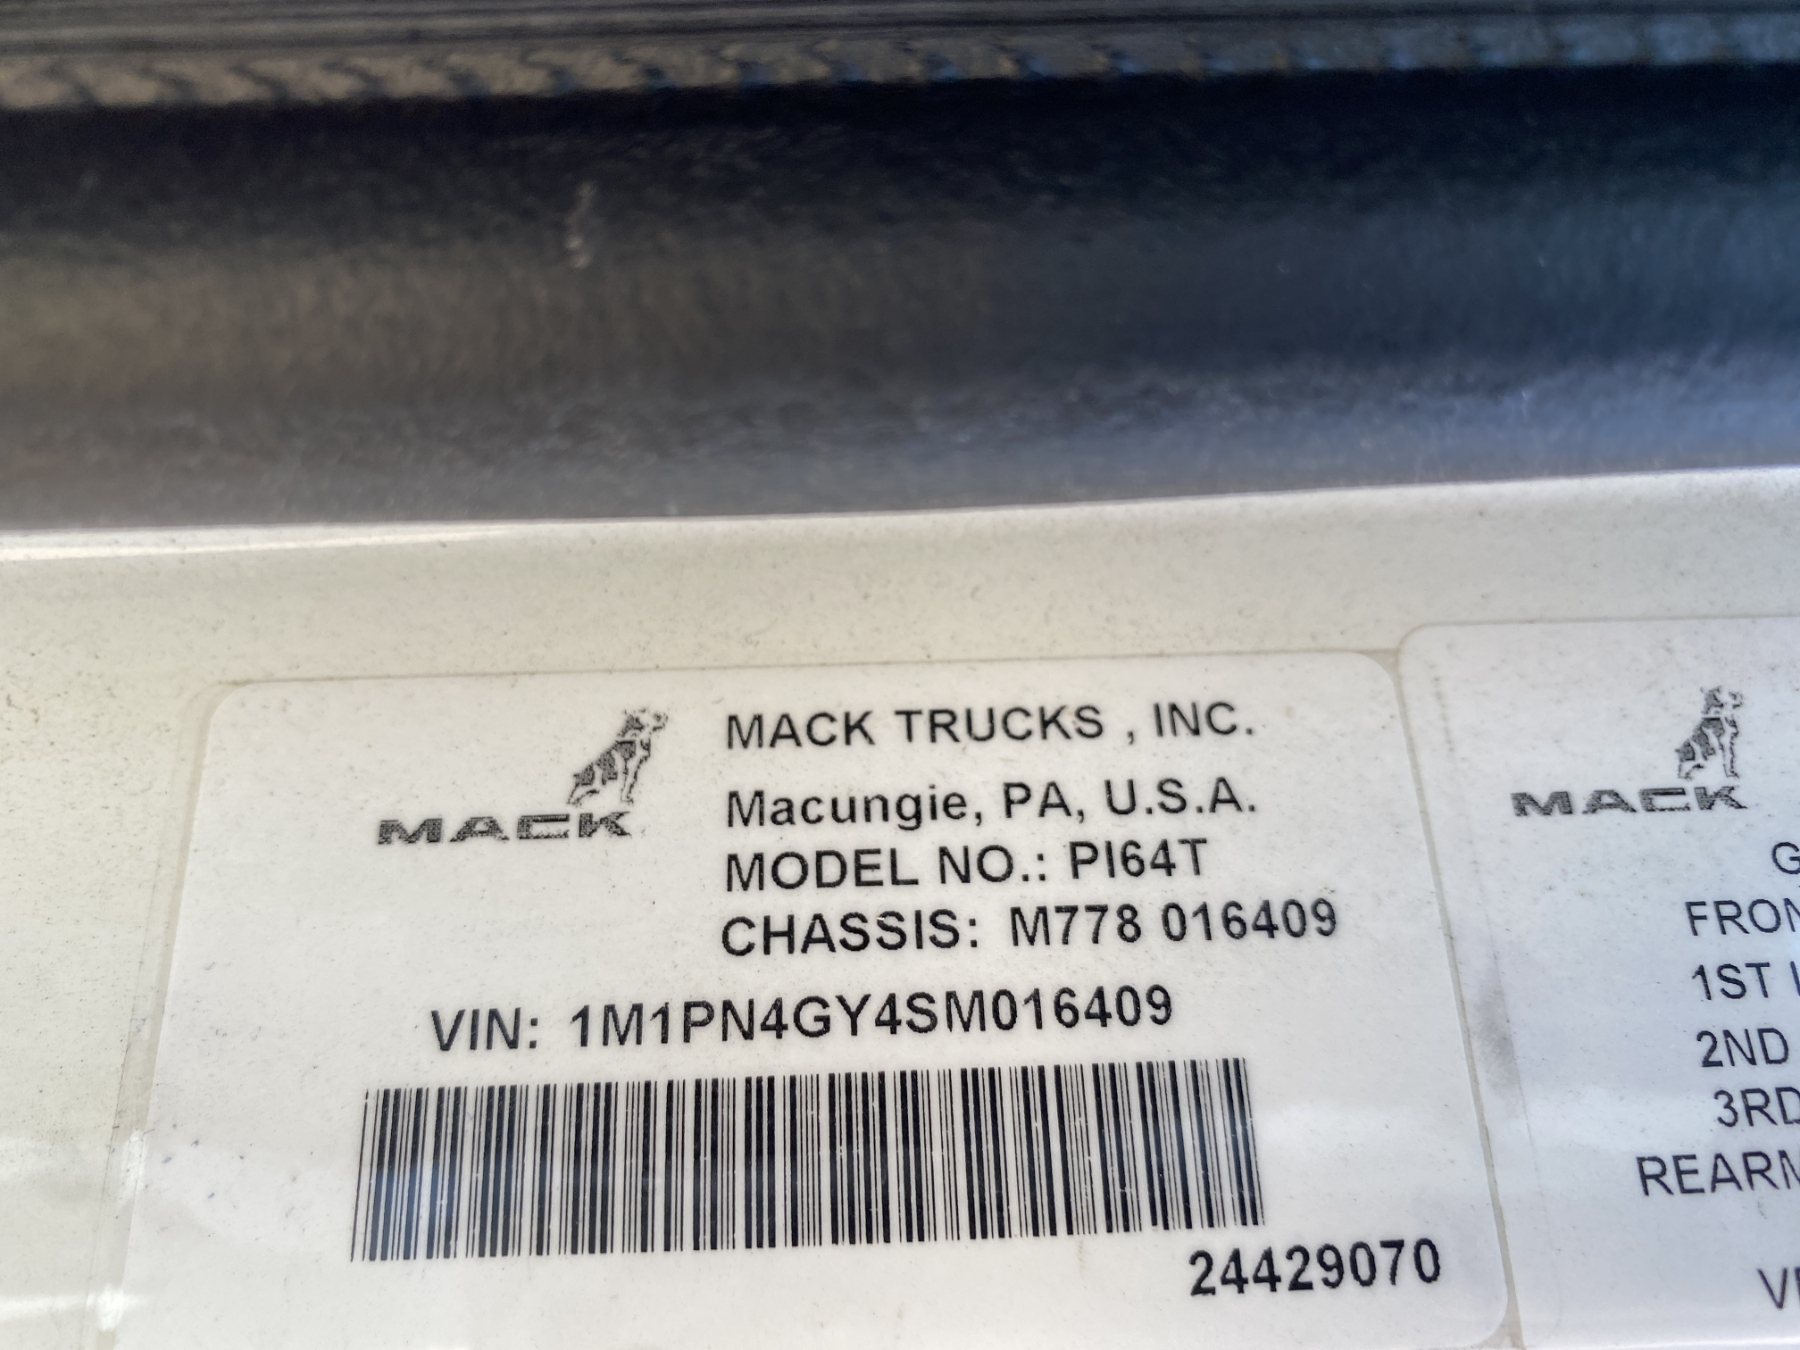 MACK
MACK TRUCKS , INC.
Macungie, PA, U.S.A.
MODEL NO.: PI64T
CHASSIS: M778 016409
VIN: 1M1PN4GY4SM016409
24429070
MACK
FRON
1ST
2ND
3RD
REARM